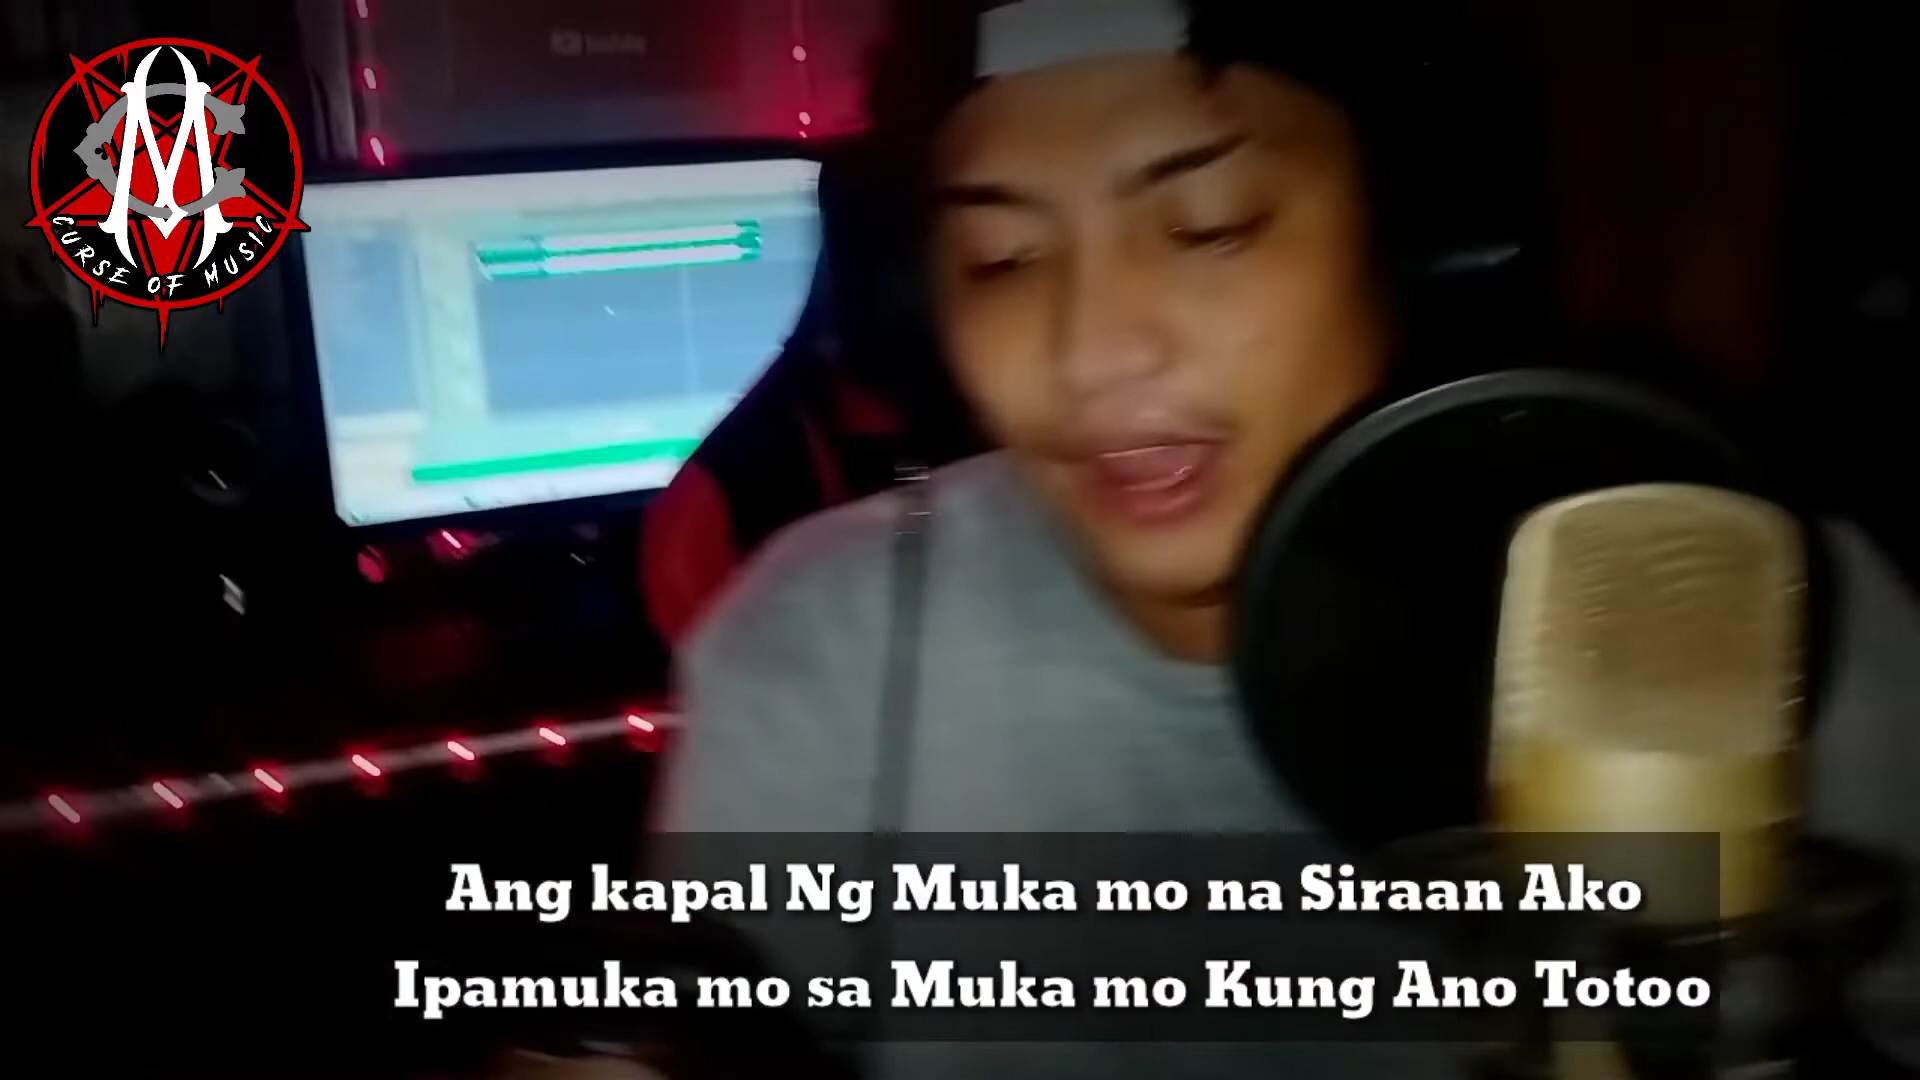 CURSE OF MUSIC
Ang kapal Ng Muka mo na Siraan Ako
Ipamuka mo sa Muka mo Kung Ano Totoo